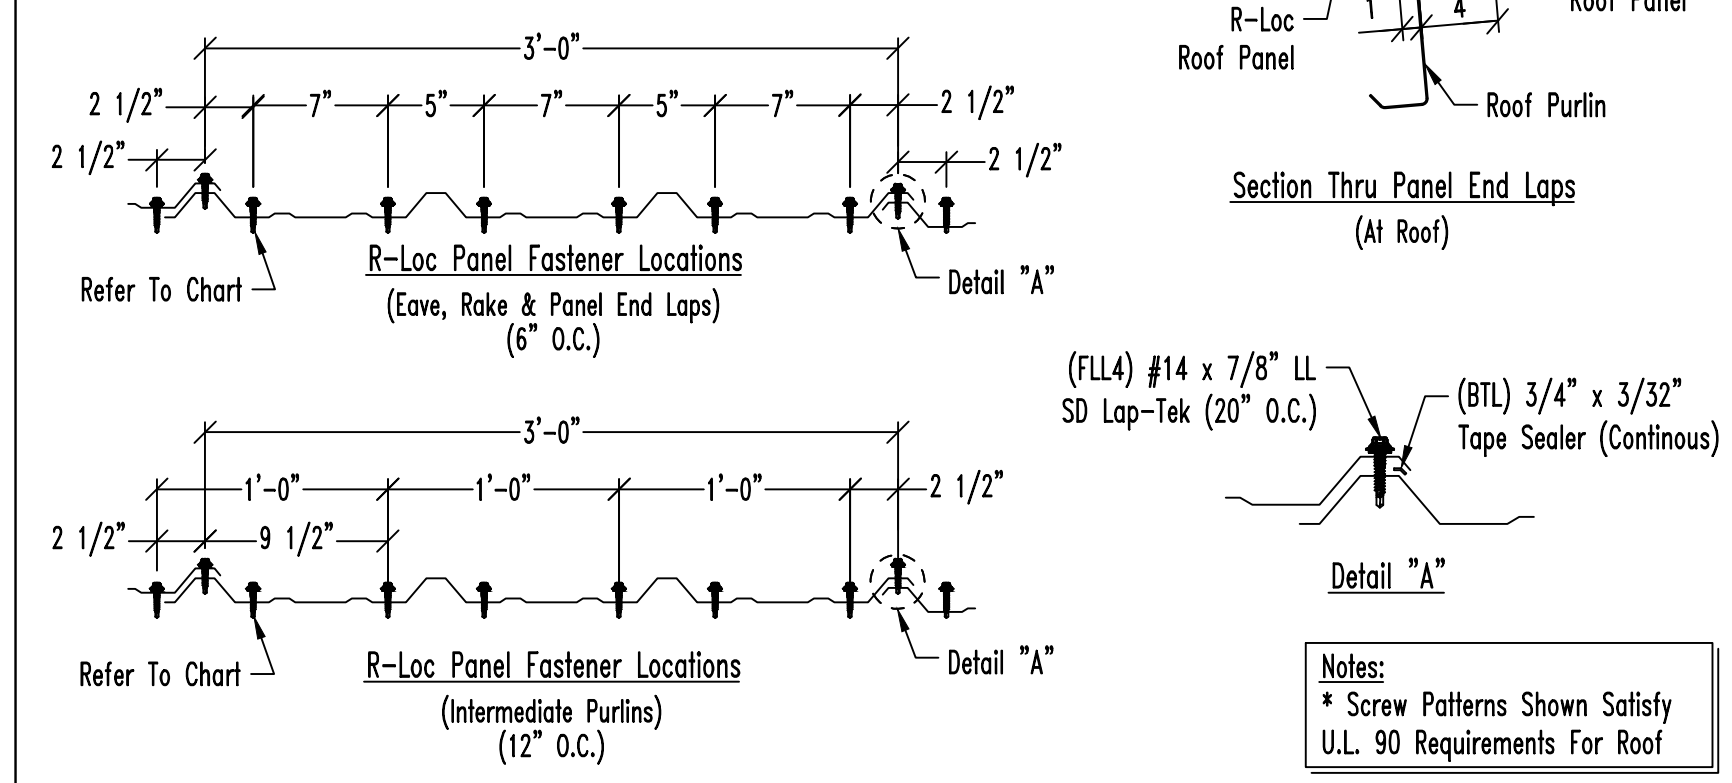 3'-0"
2 1/2" 7" 5" 7" 5" 7" 2 1/2"
2 1/2" 2 1/2"
Refer To Chart
R-Loc Panel Fastener Locations
(Eave, Rake & Panel End Laps)
(6" O.C.)
Detail "A"
3'-0"
1'-0" 1'-0" 1'-0" 2 1/2"
2 1/2" 9 1/2"
Refer To Chart
R-Loc Panel Fastener Locations
(Intermediate Purlins)
(12" O.C.)
Detail "A"
R-Loc
Roof Panel
1 4
Roof Panel
Roof Purlin
Section Thru Panel End Laps
(At Roof)
(FLL4) #14 x 7/8" LL
SD Lap-Tek (20" O.C.)
(BTL) 3/4" x 3/32"
Tape Sealer (Continous)
Detail "A"
Notes:
* Screw Patterns Shown Satisfy
U.L. 90 Requirements For Roof